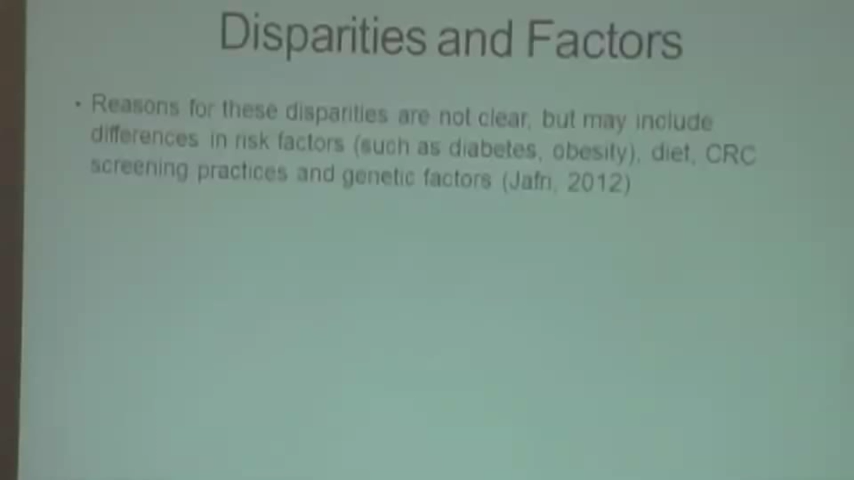 Disparities and Factors
• Reasons for these disparities are not clear, but may include
differences in risk factors (such as diabetes, obesity), diet, CRC
screening practices and genetic factors (Jafri, 2012)